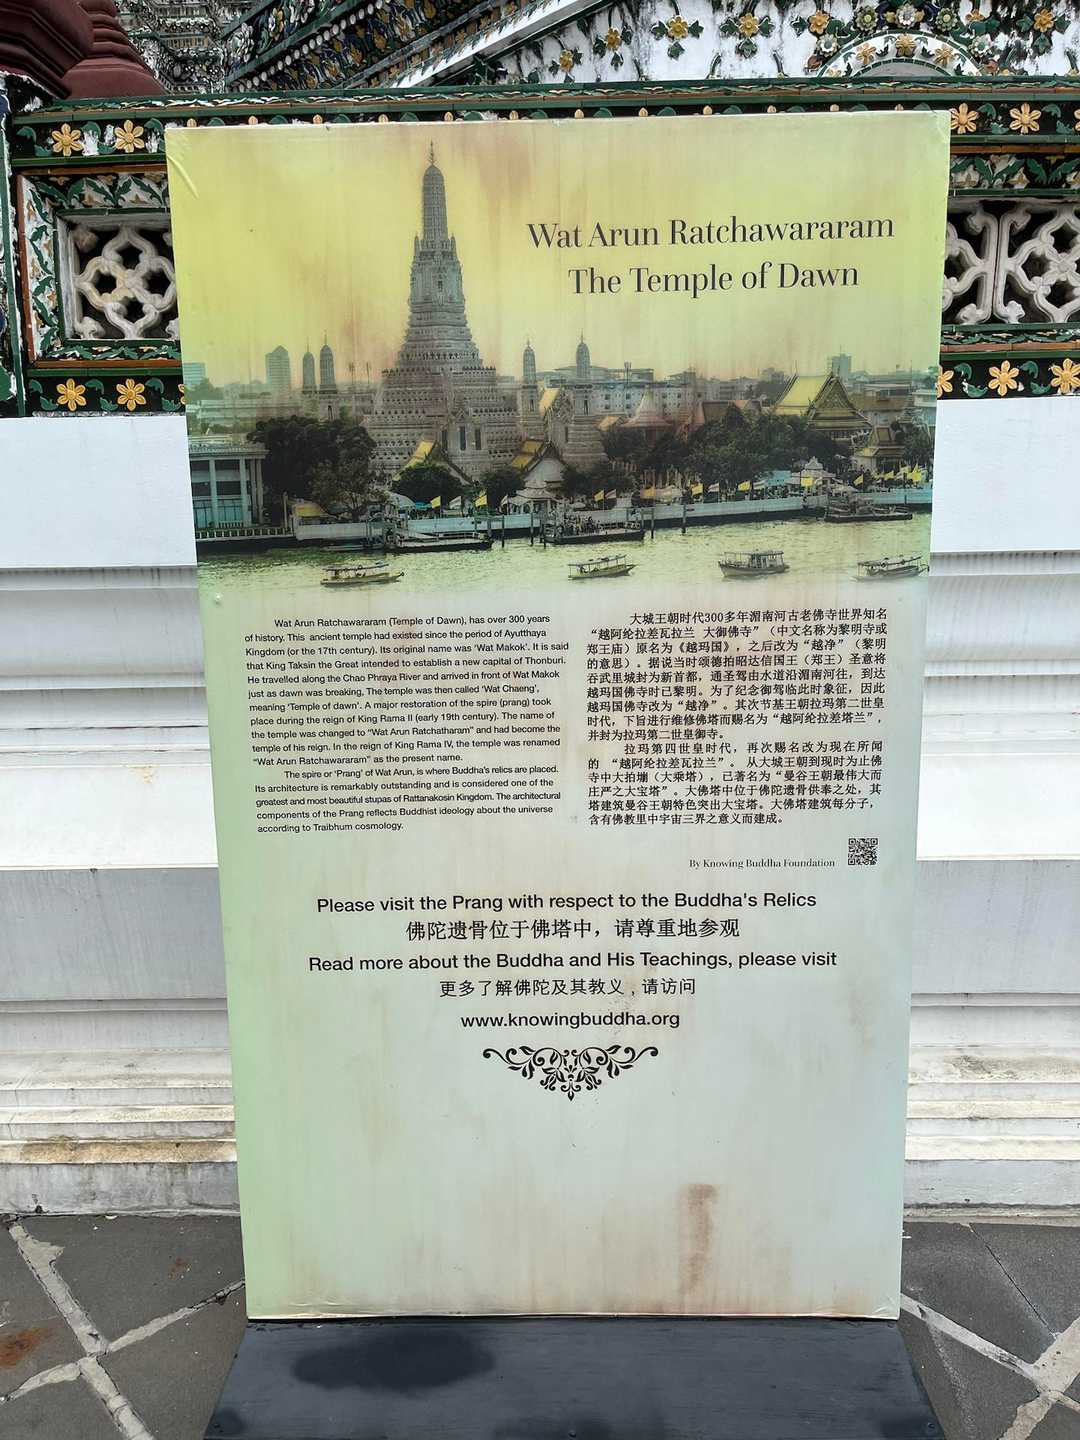 Wat Arun Ratchawararam
The Temple of Dawn
Wat Arun Ratchawararam (Temple of Dawn), has over 300 years
of history. This ancient temple had existed since the period of Ayutthaya
Kingdom (or the 17th century). Its original name was 'Wat Makok'. It is said
that King Taksin the Great intended to establish a new capital of Thonburi.
He travelled along the Chao Phraya River and arrived in front of Wat Makok
just as dawn was breaking. The temple was then called 'Wat Chaeng',
meaning 'Temple of dawn'. A major restoration of the spire (prang) took
place during the reign of King Rama II (early 19th century). The name of
the temple was changed to "Wat Arun Ratchatharam" and had become the
temple of his reign. In the reign of King Rama IV, the temple was renamed
"Wat Arun Ratchawararam" as the present name.
The spire or 'Prang' of Wat Arun, is where Buddha's relics are placed.
Its architecture is remarkably outstanding and is considered one of the
greatest and most beautiful stupas of Rattanakosin Kingdom. The architectural
components of the Prang reflects Buddhist ideology about the universe
according to Traibhum cosmology.
大城王朝时代300多年湄南河古老佛寺世界知名
“越阿纶拉差瓦拉兰 大御佛寺”（中文名称为黎明寺或
郑王庙）原名为《越玛国》，之后改为“越净”（黎明
的意思）。据说当时颂德拍昭达信国王（郑王）圣意将
吞武里城封为新首都，通圣驾由水道沿湄南河往，到达
越玛国佛寺时已黎明。为了纪念御驾临此时象征，因此
越玛国佛寺改为“越净”。其次节基王朝拉玛第二世皇
时代，下旨进行维修佛塔而赐名为“越阿纶拉差塔兰”，
并封为拉玛第二世皇御寺。
拉玛第四世皇时代，再次赐名改为现在所闻
的 “越阿纶拉差瓦拉兰”。 从大城王朝到现时为止佛
寺中大拍塴（大乘塔），已著名为“曼谷王朝最伟大而
庄严之大宝塔”。大佛塔中位于佛陀遗骨供奉之处，其
塔建筑曼谷王朝特色突出大宝塔。大佛塔建筑每分子，
含有佛教里中宇宙三界之意义而建成。
By Knowing Buddha Foundation
Please visit the Prang with respect to the Buddha's Relics
佛陀遗骨位于佛塔中，请尊重地参观
Read more about the Buddha and His Teachings, please visit
更多了解佛陀及其教义，请访问
www.knowingbuddha.org